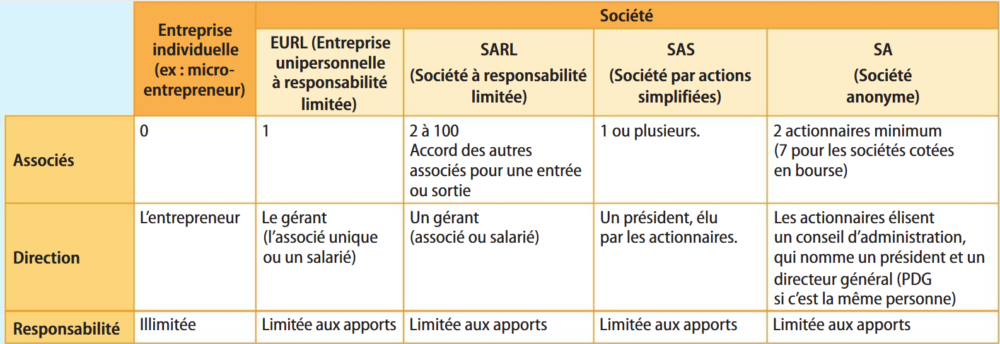 Entreprise
individuelle
(ex : micro-
entrepreneur)
Société
EURL (Entreprise
unipersonnelle
à responsabilité
limitée)
SARL
(Société à responsabilité
limitée)
SAS
(Société par actions
simplifiées)
SA
(Société
anonyme)
Associés
0
1
2 à 100
Accord des autres
associés pour une entrée
ou sortie
1 ou plusieurs.
2 actionnaires minimum
(7 pour les sociétés cotées
en bourse)
Direction
L’entrepreneur
Le gérant
(l’associé unique
ou un salarié)
Un gérant
(associé ou salarié)
Un président, élu
par les actionnaires.
Les actionnaires élisent
un conseil d’administration,
qui nomme un président et un
directeur général (PDG
si c’est la même personne)
Responsabilité
Illimitée
Limitée aux apports
Limitée aux apports
Limitée aux apports
Limitée aux apports